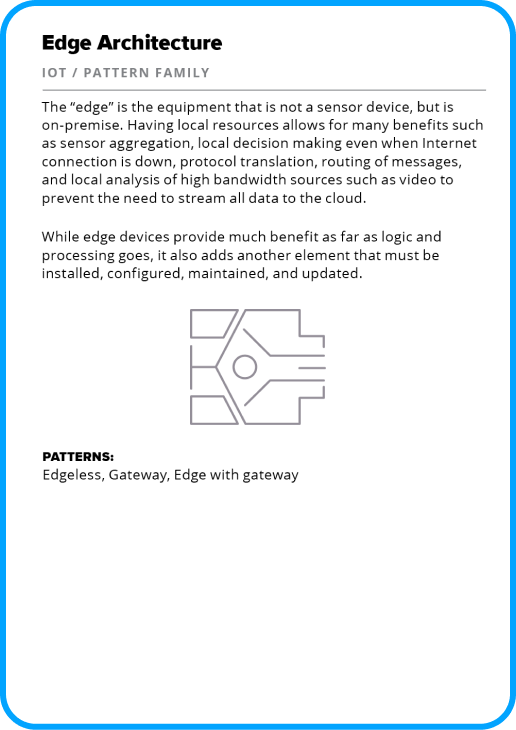 Edge Architecture
IOT / PATTERN FAMILY
The “edge” is the equipment that is not a sensor device, but is
on-premise. Having local resources allows for many benefits such
as sensor aggregation, local decision making even when Internet
connection is down, protocol translation, routing of messages,
and local analysis of high bandwidth sources such as video to
prevent the need to stream all data to the cloud.
While edge devices provide much benefit as far as logic and
processing goes, it also adds another element that must be
installed, configured, maintained, and updated.
PATTERNS:
Edgeless, Gateway, Edge with gateway